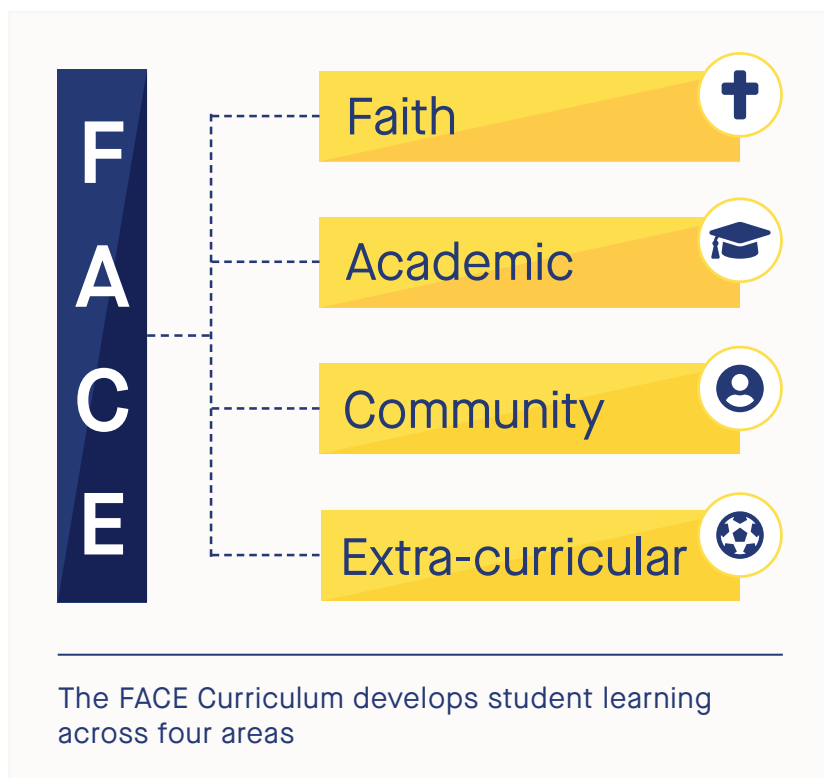 F
A
C
E
Faith
Academic
Community
Extra-curricular
The FACE Curriculum develops student learning
across four areas